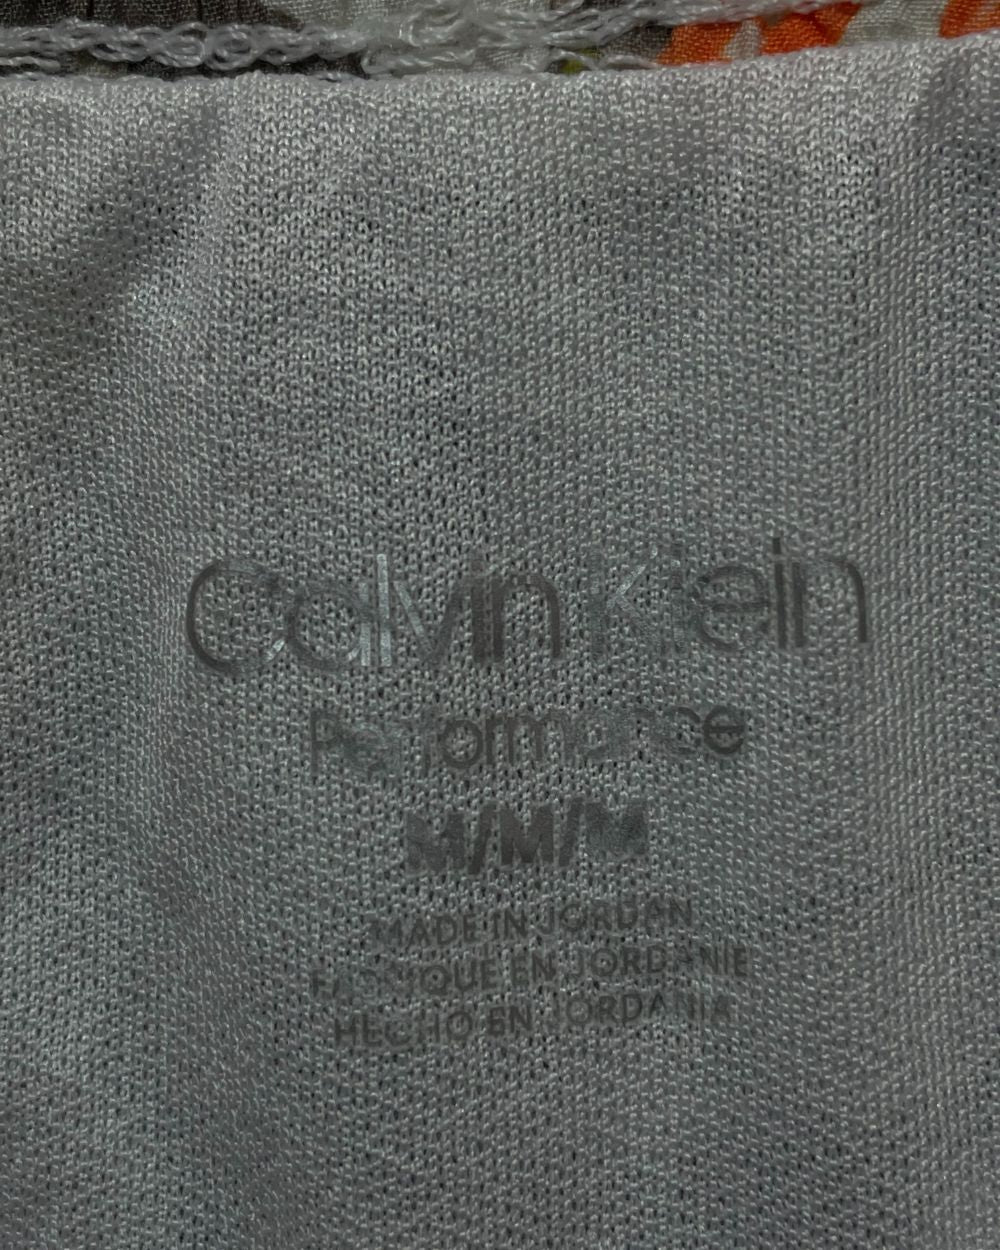 Calvin Klein
Performance
M/M/M
MADE IN JORDAN
FABRIQUE EN JORDANIE
HECHO EN JORDANIA